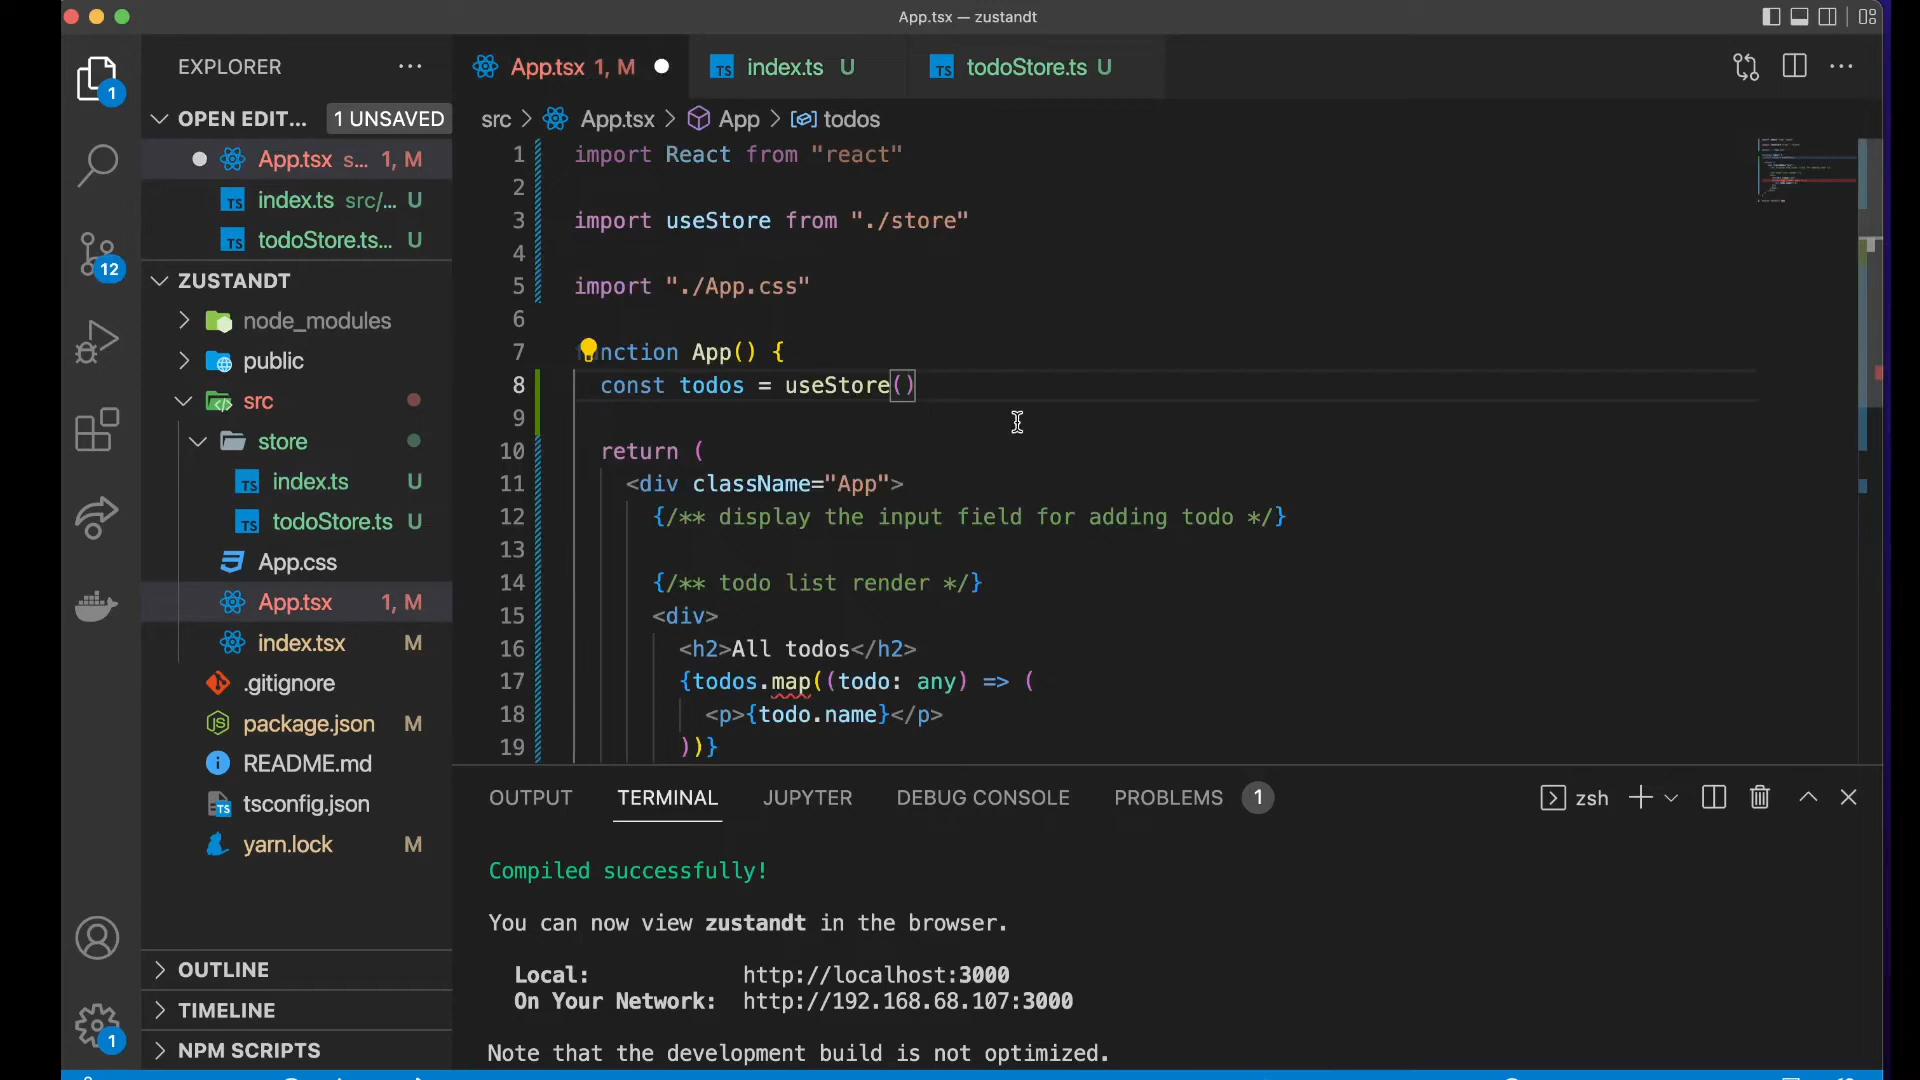 App.tsx — zustandt
EXPLORER
App.tsx 1, M
index.ts U
todoStore.ts U
1
OPEN EDIT... 1 UNSAVED
App.tsx s... 1, M
index.ts src/... U
todoStore.ts... U
12
ZUSTANDT
node_modules
public
src
store
index.ts U
todoStore.ts U
App.css
App.tsx 1, M
index.tsx M
.gitignore
package.json M
README.md
tsconfig.json
yarn.lock M
OUTLINE
TIMELINE
NPM SCRIPTS
1
src > App.tsx > App > todos
1 import React from "react"
2
3 import useStore from "./store"
4
5 import "./App.css"
6
7 nction App() {
8 const todos = useStore()
9
10 return (
11 <div className="App">
12 {/** display the input field for adding todo */}
13
14 {/** todo list render */}
15 <div>
16 <h2>All todos</h2>
17 {todos.map((todo: any) => (
18 <p>{todo.name}</p>
19 ))}
OUTPUT TERMINAL JUPYTER DEBUG CONSOLE PROBLEMS 1 zsh
Compiled successfully!
You can now view zustandt in the browser.
Local: http://localhost:3000
On Your Network: http://192.168.68.107:3000
Note that the development build is not optimized.